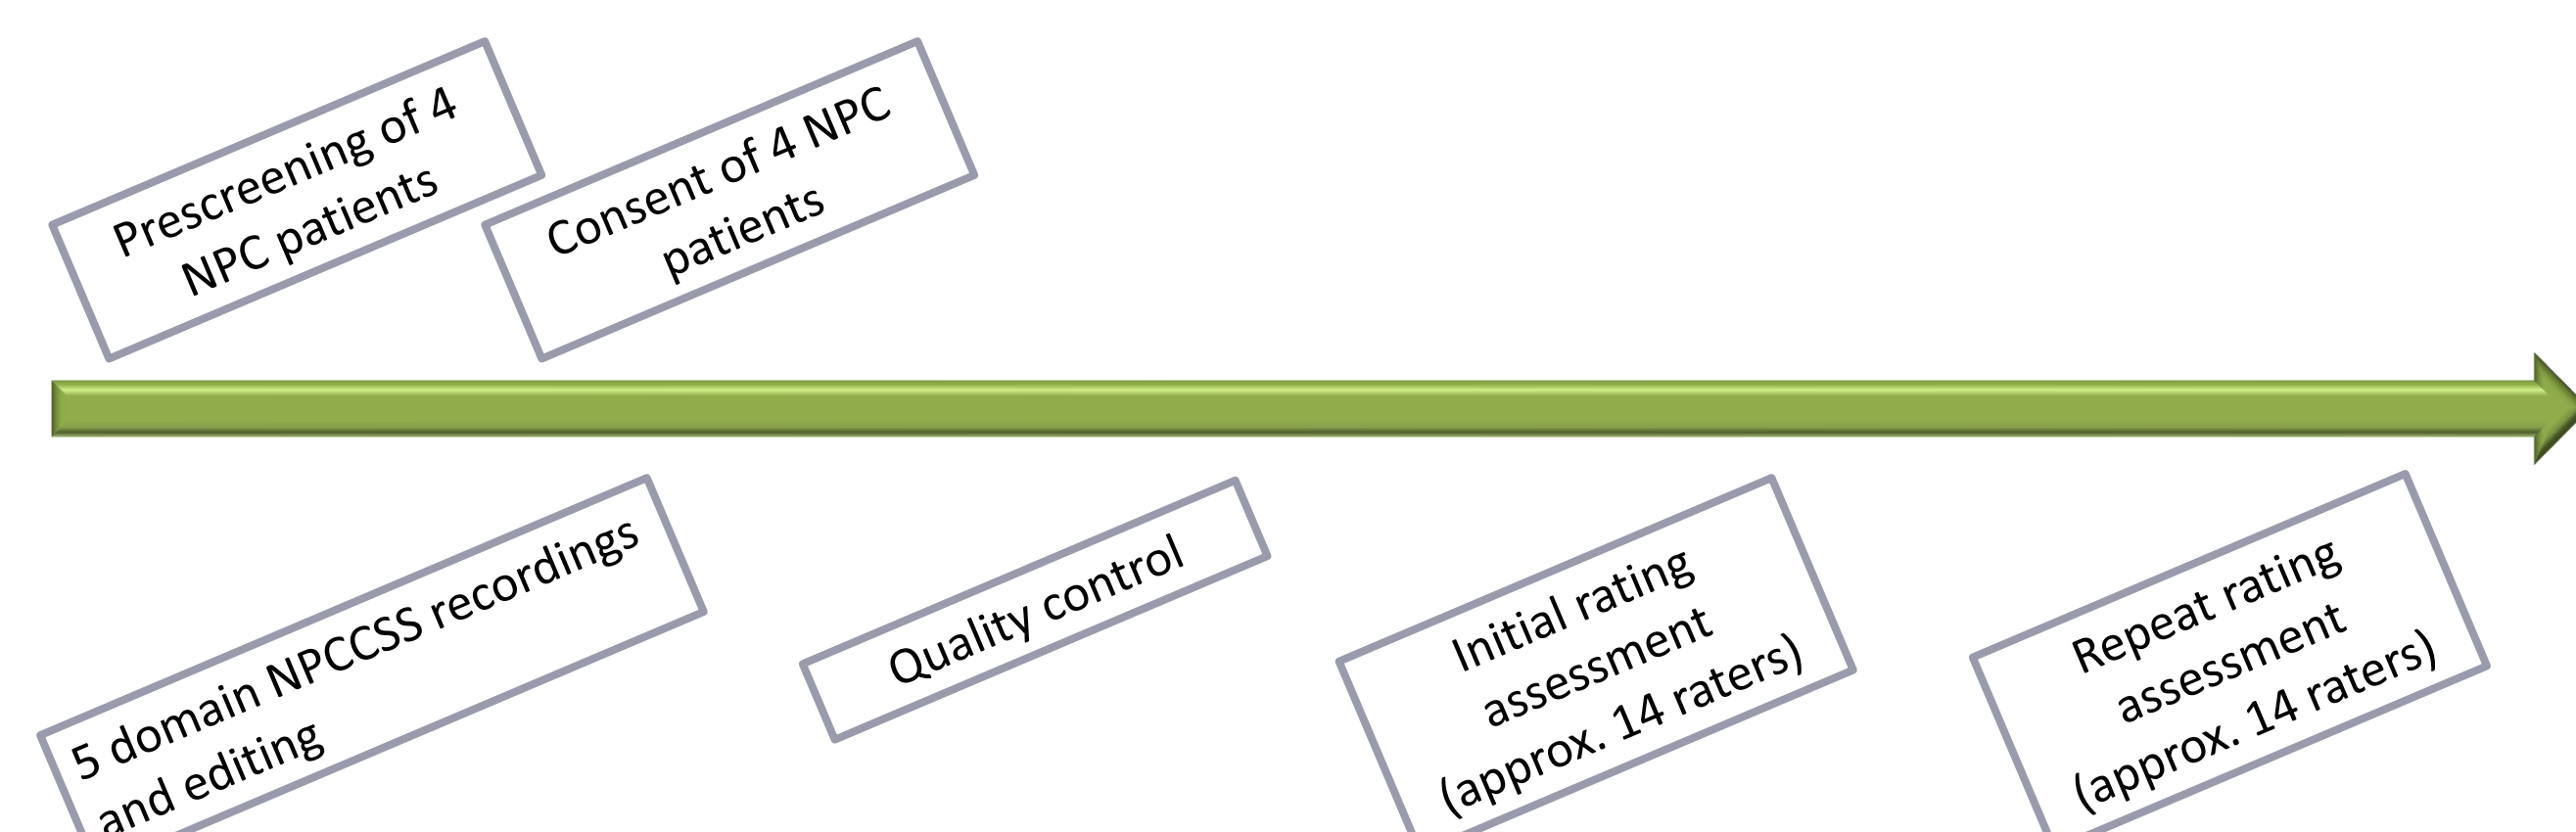 Prescreening of 4
NPC patients
Consent of 4 NPC
patients
5 domain NPCCSS recordings
and editing
Quality control
Initial rating
assessment
(approx. 14 raters)
Repeat rating
assessment
(approx. 14 raters)